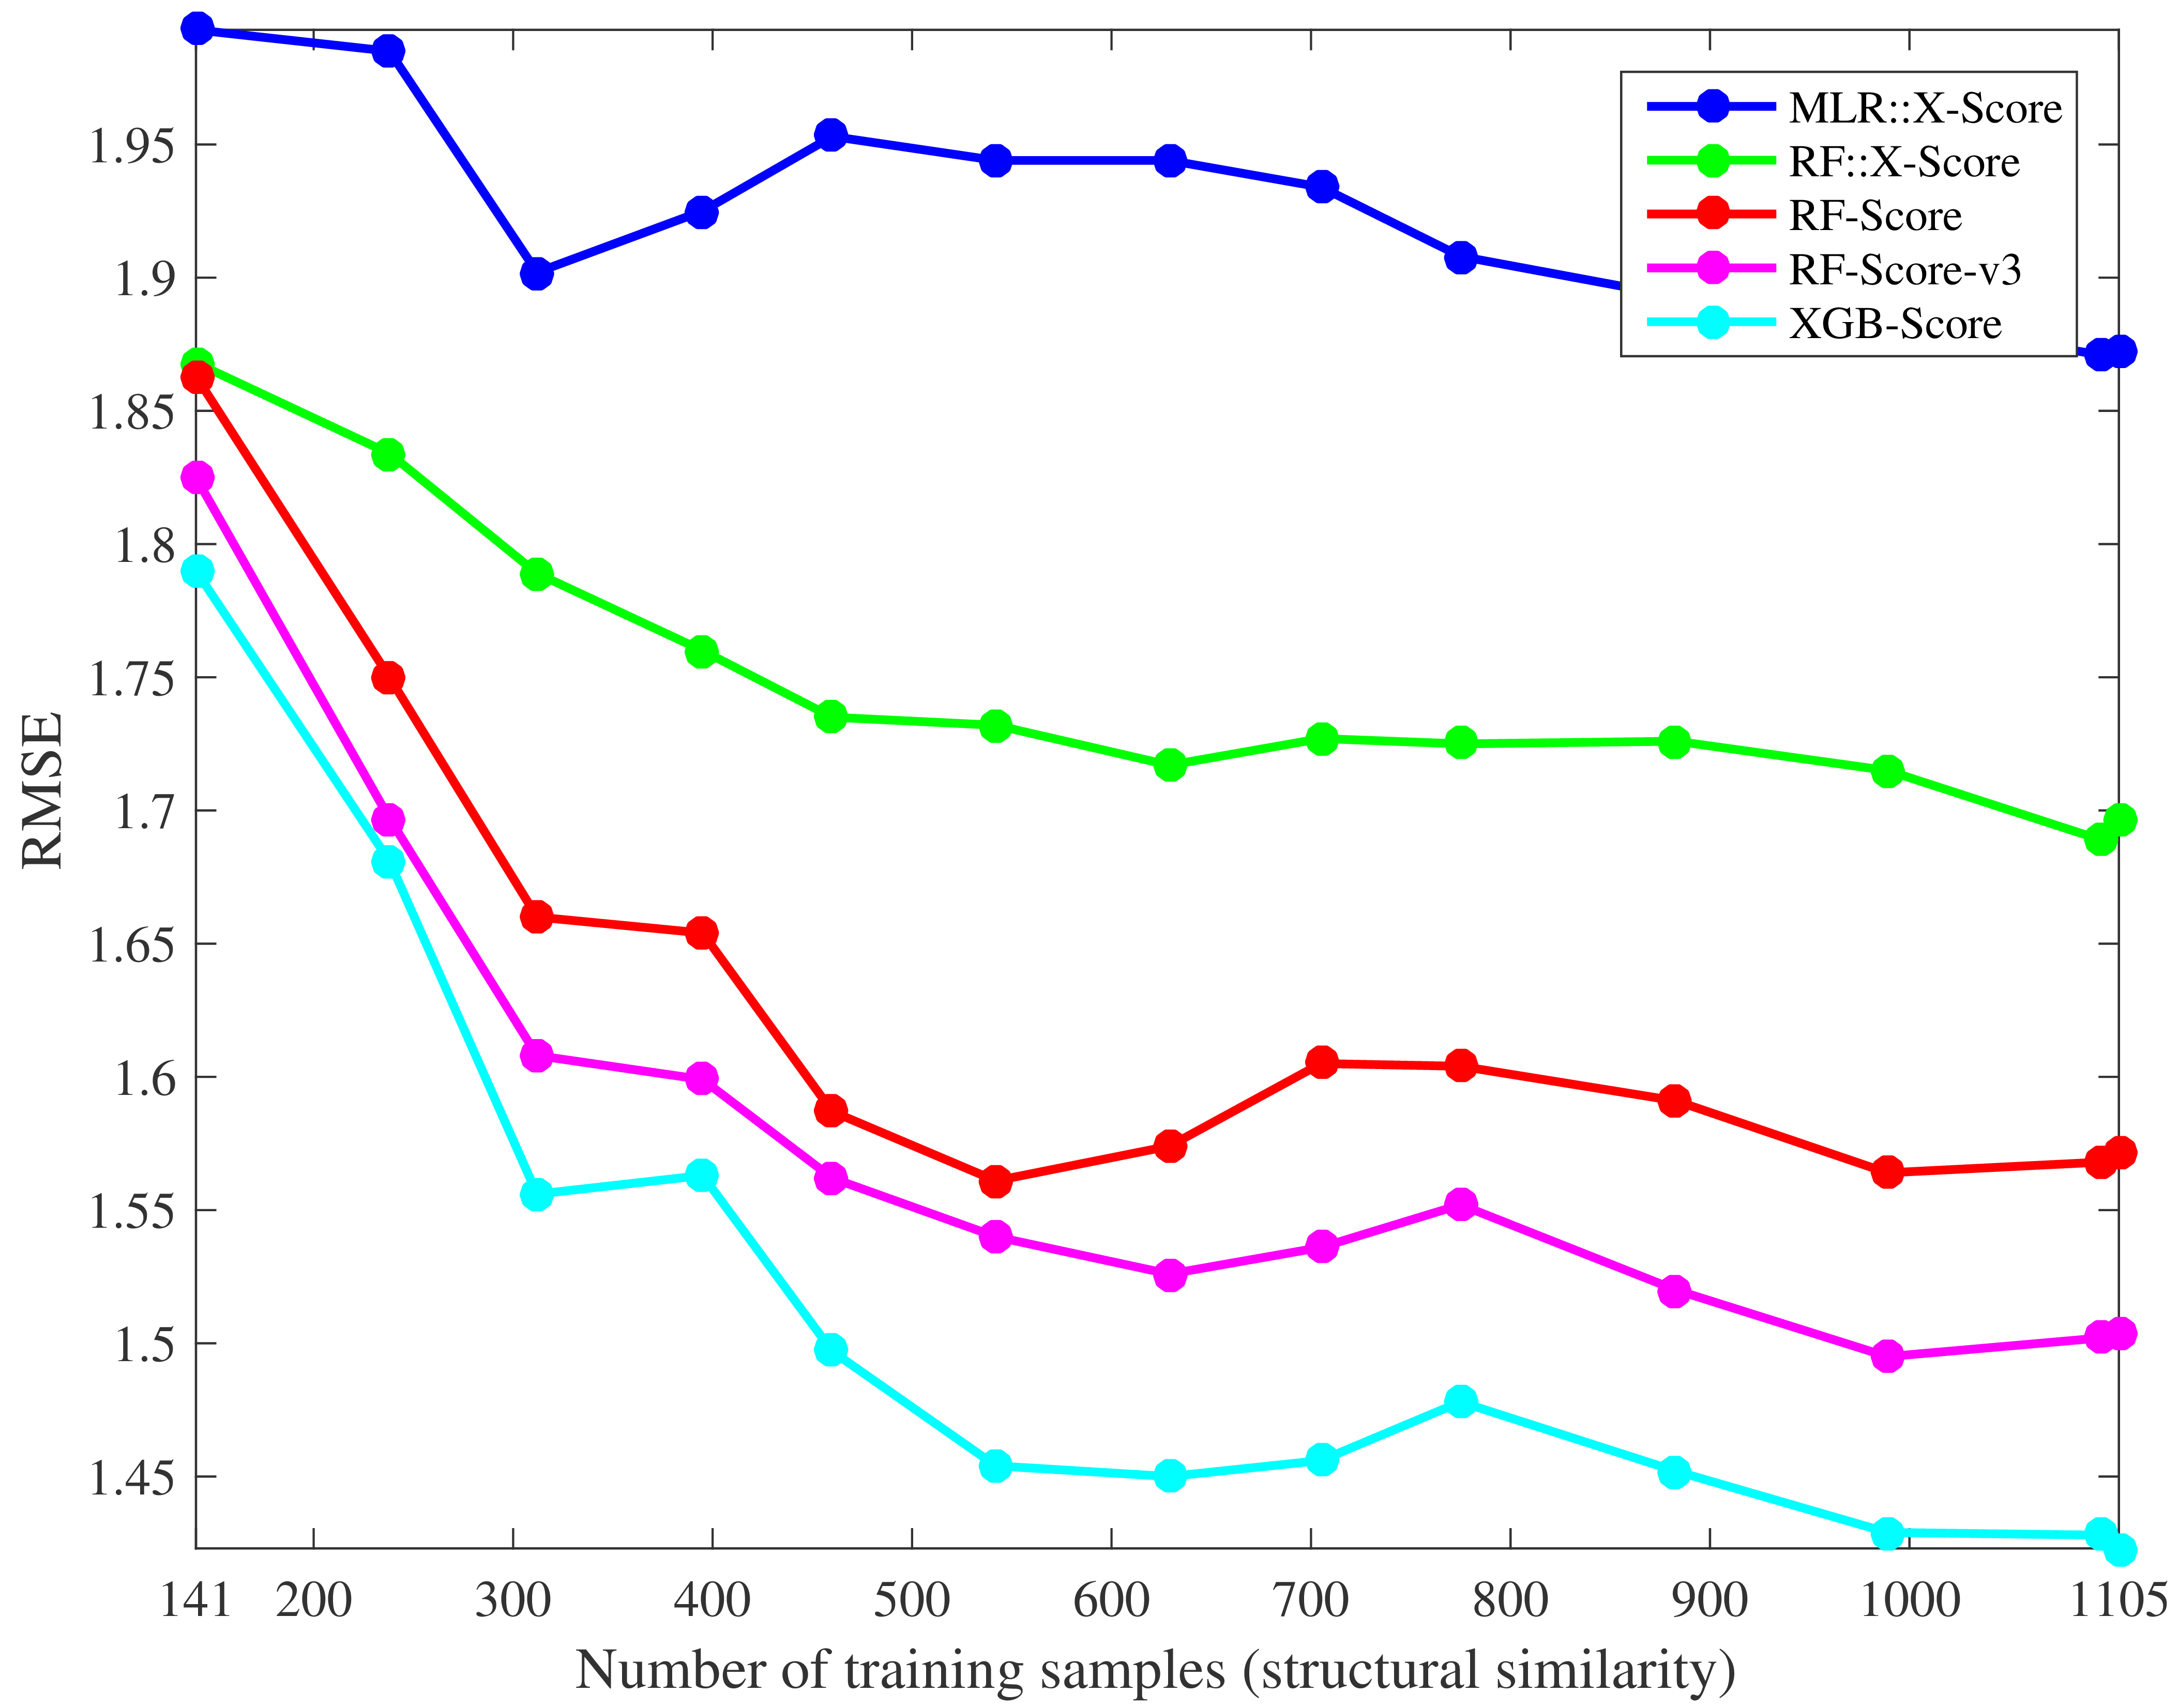 MLR::X-Score
RF::X-Score
RF-Score
RF-Score-v3
XGB-Score
1.95
1.9
1.85
1.8
1.75
1.7
1.65
1.6
1.55
1.5
1.45
RMSE
141 200 300 400 500 600 700 800 900 1000 1105
Number of training samples (structural similarity)